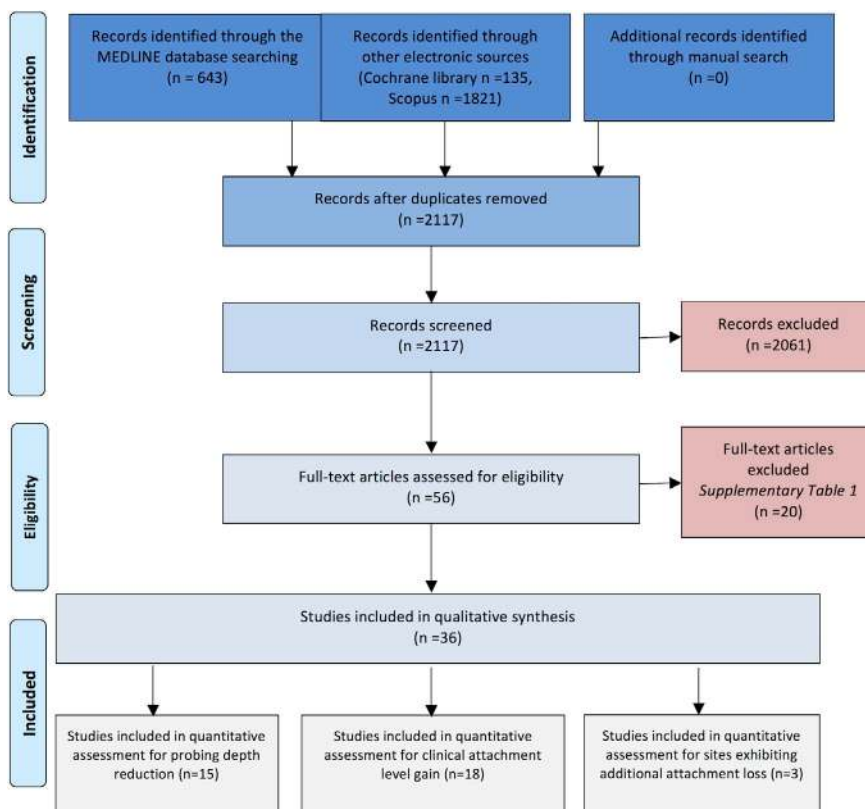 Identification
Records identified through the
MEDLINE database searching
(n = 643)
Records identified through
other electronic sources
(Cochrane library n =135,
Scopus n =1821)
Additional records identified
through manual search
(n =0)
Records after duplicates removed
(n =2117)
Screening
Records screened
(n =2117)
Records excluded
(n =2061)
Eligibility
Full-text articles assessed for eligibility
(n =56)
Full-text articles
excluded
Supplementary Table 1
(n =20)
Included
Studies included in qualitative synthesis
(n =36)
Studies included in quantitative
assessment for probing depth
reduction (n=15)
Studies included in quantitative
assessment for clinical attachment
level gain(n=18)
Studies included in quantitative
assessment for sites exhibiting
additional attachment loss (n=3)